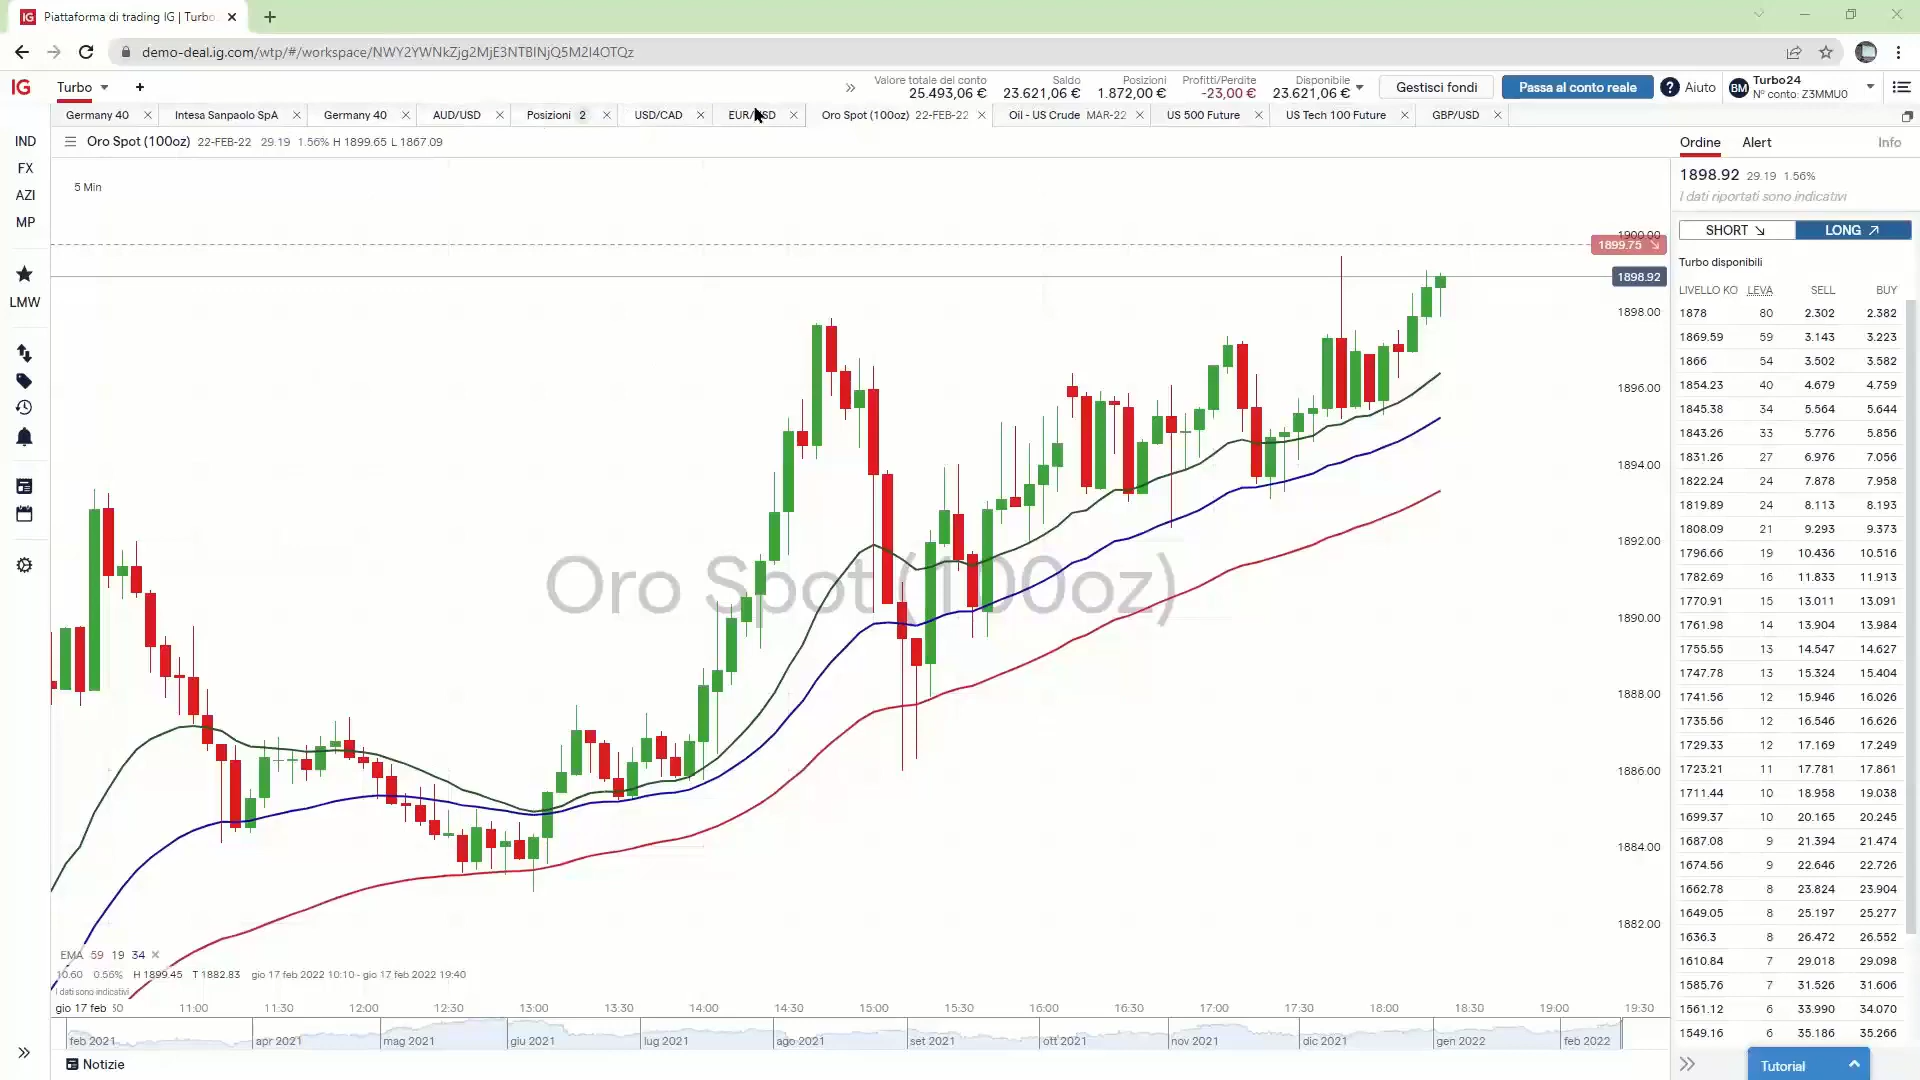 IG Piattaforma di trading IG | Turbo
demo-deal.ig.com/wtp/#/workspace/NWY2YWNkZjg2MjE3NTBlNjQ5M2I4OTQz
IG Turbo
Valore totale del conto 25.493,06 €
Saldo 23.621,06 €
Posizioni 1.872,00 €
Profitti/Perdite -23,00 €
Disponibile 23.621,06 €
Gestisci fondi
Passa al conto reale
Aiuto
BM Turbo24
N° conto: Z3MMU0
Germany 40
Intesa Sanpaolo SpA
Germany 40
AUD/USD
Posizioni 2
USD/CAD
EUR/USD
Oro Spot (100oz) 22-FEB-22
Oil - US Crude MAR-22
US 500 Future
US Tech 100 Future
GBP/USD
IND
FX
AZI
MP
LMW
Oro Spot (100oz) 22-FEB-22 29.19 1.56% H 1899.65 L 1867.09
5 Min
Oro Spot (100oz)
1900.00
1899.75
1898.92
1898.00
1896.00
1894.00
1892.00
1890.00
1888.00
1886.00
1884.00
1882.00
EMA 59 19 34
10.60 0.56% H 1899.45 T 1882.83 gio 17 feb 2022 10:10 - gio 17 feb 2022 19:40
I dati sono indicativi
gio 17 feb 11:00 11:30 12:00 12:30 13:00 13:30 14:00 14:30 15:00 15:30 16:00 16:30 17:00 17:30 18:00 18:30 19:00 19:30
feb 2021 apr 2021 mag 2021 giu 2021 lug 2021 ago 2021 set 2021 ott 2021 nov 2021 dic 2021 gen 2022 feb 2022
Notizie
Ordine Alert Info
1898.92 29.19 1.56%
I dati riportati sono indicativi
SHORT LONG
Turbo disponibili
LIVELLO KO LEVA SELL BUY
1878 80 2.302 2.382
1869.59 59 3.143 3.223
1866 54 3.502 3.582
1854.23 40 4.679 4.759
1845.38 34 5.564 5.644
1843.26 33 5.776 5.856
1831.26 27 6.976 7.056
1822.24 24 7.878 7.958
1819.89 24 8.113 8.193
1808.09 21 9.293 9.373
1796.66 19 10.436 10.516
1782.69 16 11.833 11.913
1770.91 15 13.011 13.091
1761.98 14 13.904 13.984
1755.55 13 14.547 14.627
1747.78 13 15.324 15.404
1741.56 12 15.946 16.026
1735.56 12 16.546 16.626
1729.33 12 17.169 17.249
1723.21 11 17.781 17.861
1711.44 10 18.958 19.038
1699.37 10 20.165 20.245
1687.08 9 21.394 21.474
1674.56 9 22.646 22.726
1662.78 8 23.824 23.904
1649.05 8 25.197 25.277
1636.3 8 26.472 26.552
1610.84 7 29.018 29.098
1585.76 7 31.526 31.606
1561.12 6 33.990 34.070
1549.16 6 35.186 35.266
Tutorial